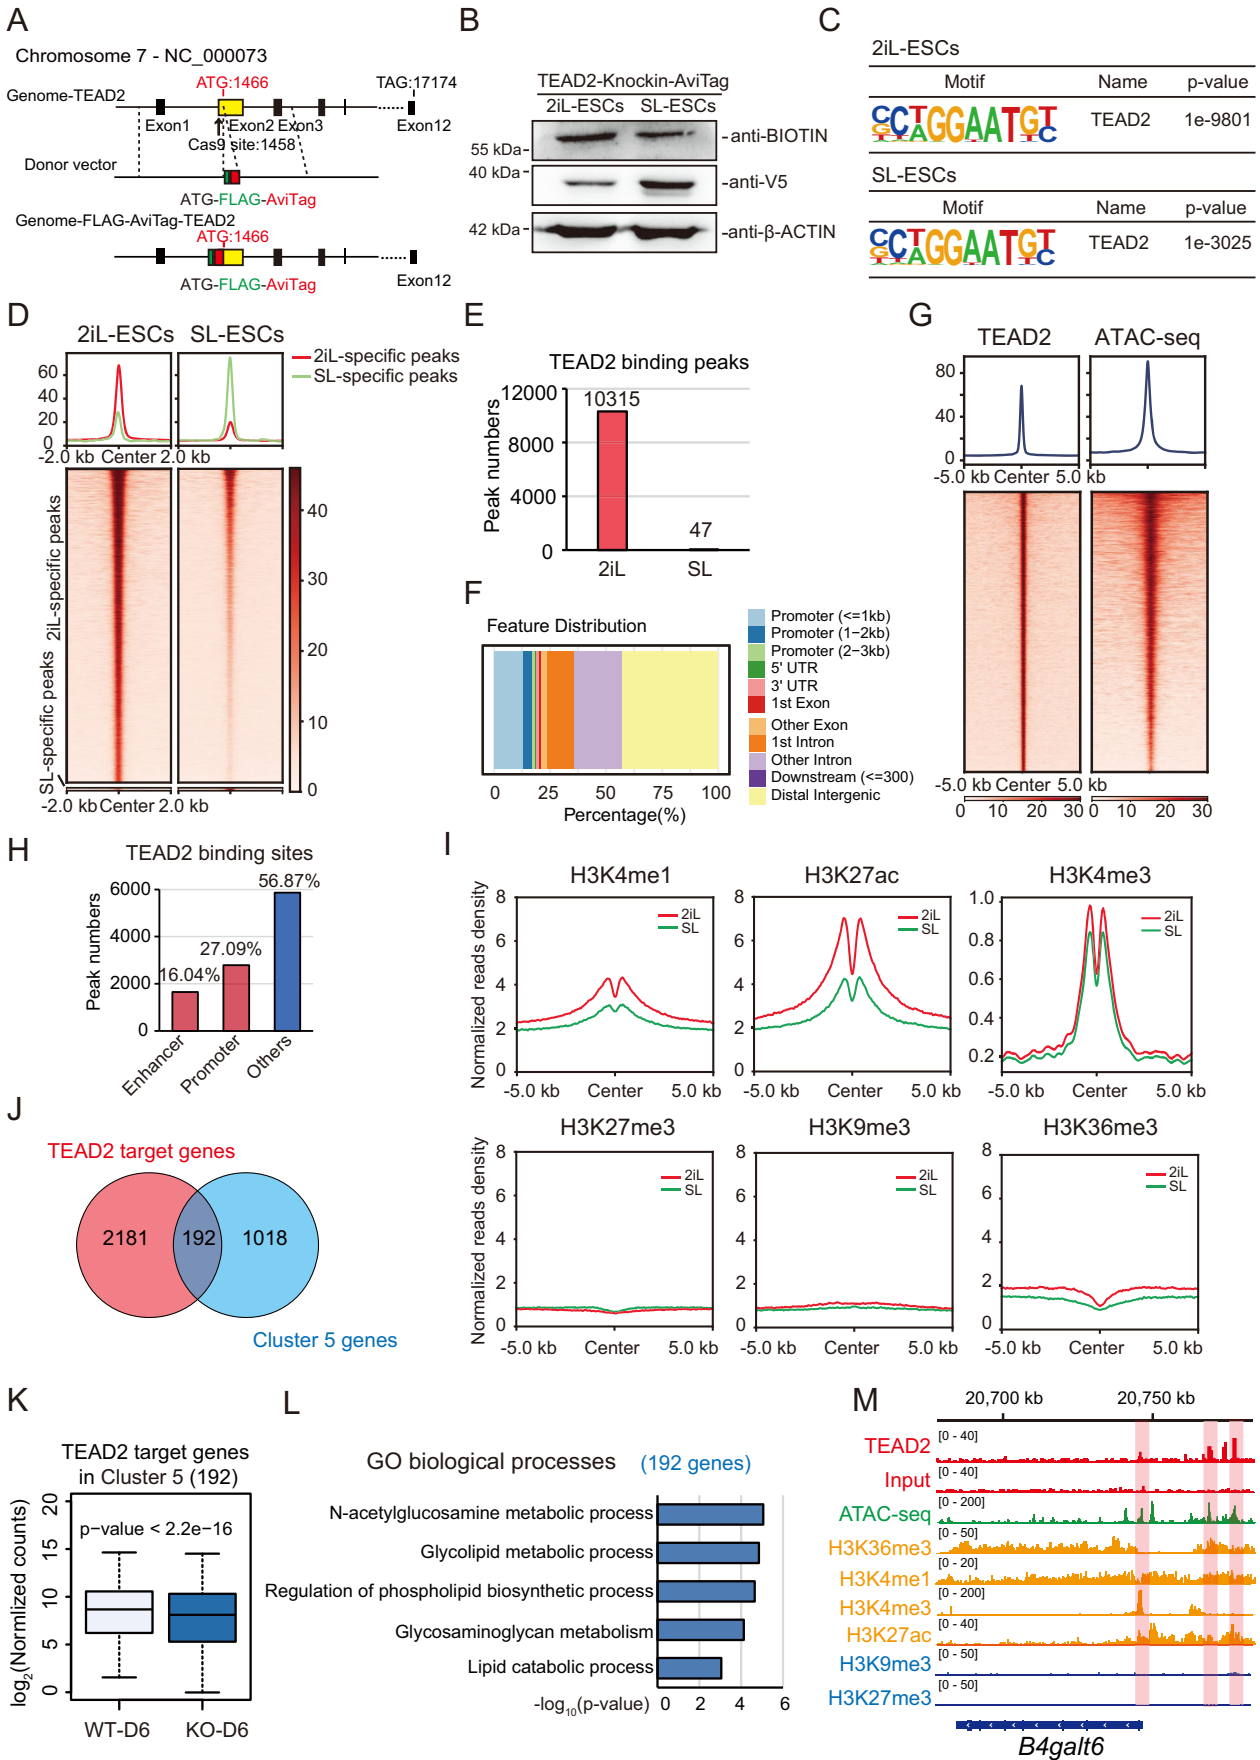 A
Chromosome 7 - NC_000073
ATG:1466
TAG:17174
Genome-TEAD2
Exon1
Exon2
Exon3
Exon12
Cas9 site:1458
Donor vector
ATG-FLAG-AviTag
Genome-FLAG-AviTag-TEAD2
ATG:1466
Exon12
ATG-FLAG-AviTag
B
TEAD2-Knockin-AviTag
2iL-ESCs SL-ESCs
55 kDa
anti-BIOTIN
40 kDa
anti-V5
42 kDa
anti-β-ACTIN
C
2iL-ESCs
Motif Name p-value
TEAD2 1e-9801
SL-ESCs
Motif Name p-value
TEAD2 1e-3025
D
2iL-ESCs SL-ESCs
2iL-specific peaks
SL-specific peaks
60
40
20
0
-2.0 kb Center 2.0 kb
2iL-specific peaks
SL-specific peaks
40
30
20
10
0
-2.0 kb Center 2.0 kb
E
TEAD2 binding peaks
Peak numbers
12000
8000
4000
0
10315
47
2iL SL
F
Feature Distribution
0 25 50 75 100
Percentage(%)
Promoter (<=1kb)
Promoter (1−2kb)
Promoter (2−3kb)
5' UTR
3' UTR
1st Exon
Other Exon
1st Intron
Other Intron
Downstream (<=300)
Distal Intergenic
G
TEAD2 ATAC-seq
80
40
0
-5.0 kb Center 5.0 kb
-5.0 kb Center 5.0 kb
0 10 20 30
0 10 20 30
H
TEAD2 binding sites
Peak numbers
6000
4000
2000
0
16.04%
27.09%
56.87%
Enhancer
Promoter
Others
I
Normalized reads density
H3K4me1
8
6
4
2
0
2iL
SL
-5.0 kb Center 5.0 kb
H3K27ac
8
6
4
2
0
2iL
SL
-5.0 kb Center 5.0 kb
H3K4me3
1.0
0.8
0.6
0.4
0.2
2iL
SL
-5.0 kb Center 5.0 kb
Normalized reads density
H3K27me3
8
6
4
2
0
2iL
SL
-5.0 kb Center 5.0 kb
H3K9me3
8
6
4
2
0
2iL
SL
-5.0 kb Center 5.0 kb
H3K36me3
8
6
4
2
0
2iL
SL
-5.0 kb Center 5.0 kb
J
TEAD2 target genes
2181 192 1018
Cluster 5 genes
K
TEAD2 target genes
in Cluster 5 (192)
log2(Normlized counts)
20
15
10
5
0
p−value < 2.2e−16
WT-D6 KO-D6
L
GO biological processes (192 genes)
N-acetylglucosamine metabolic process
Glycolipid metabolic process
Regulation of phospholipid biosynthetic process
Glycosaminoglycan metabolism
Lipid catabolic process
-log10(p-value) 0 2 4 6
M
20,700 kb 20,750 kb
TEAD2 [0 - 40]
Input [0 - 40]
ATAC-seq [0 - 200]
H3K36me3 [0 - 50]
H3K4me1 [0 - 20]
H3K4me3 [0 - 200]
H3K27ac [0 - 40]
H3K9me3 [0 - 50]
H3K27me3 [0 - 50]
B4galt6